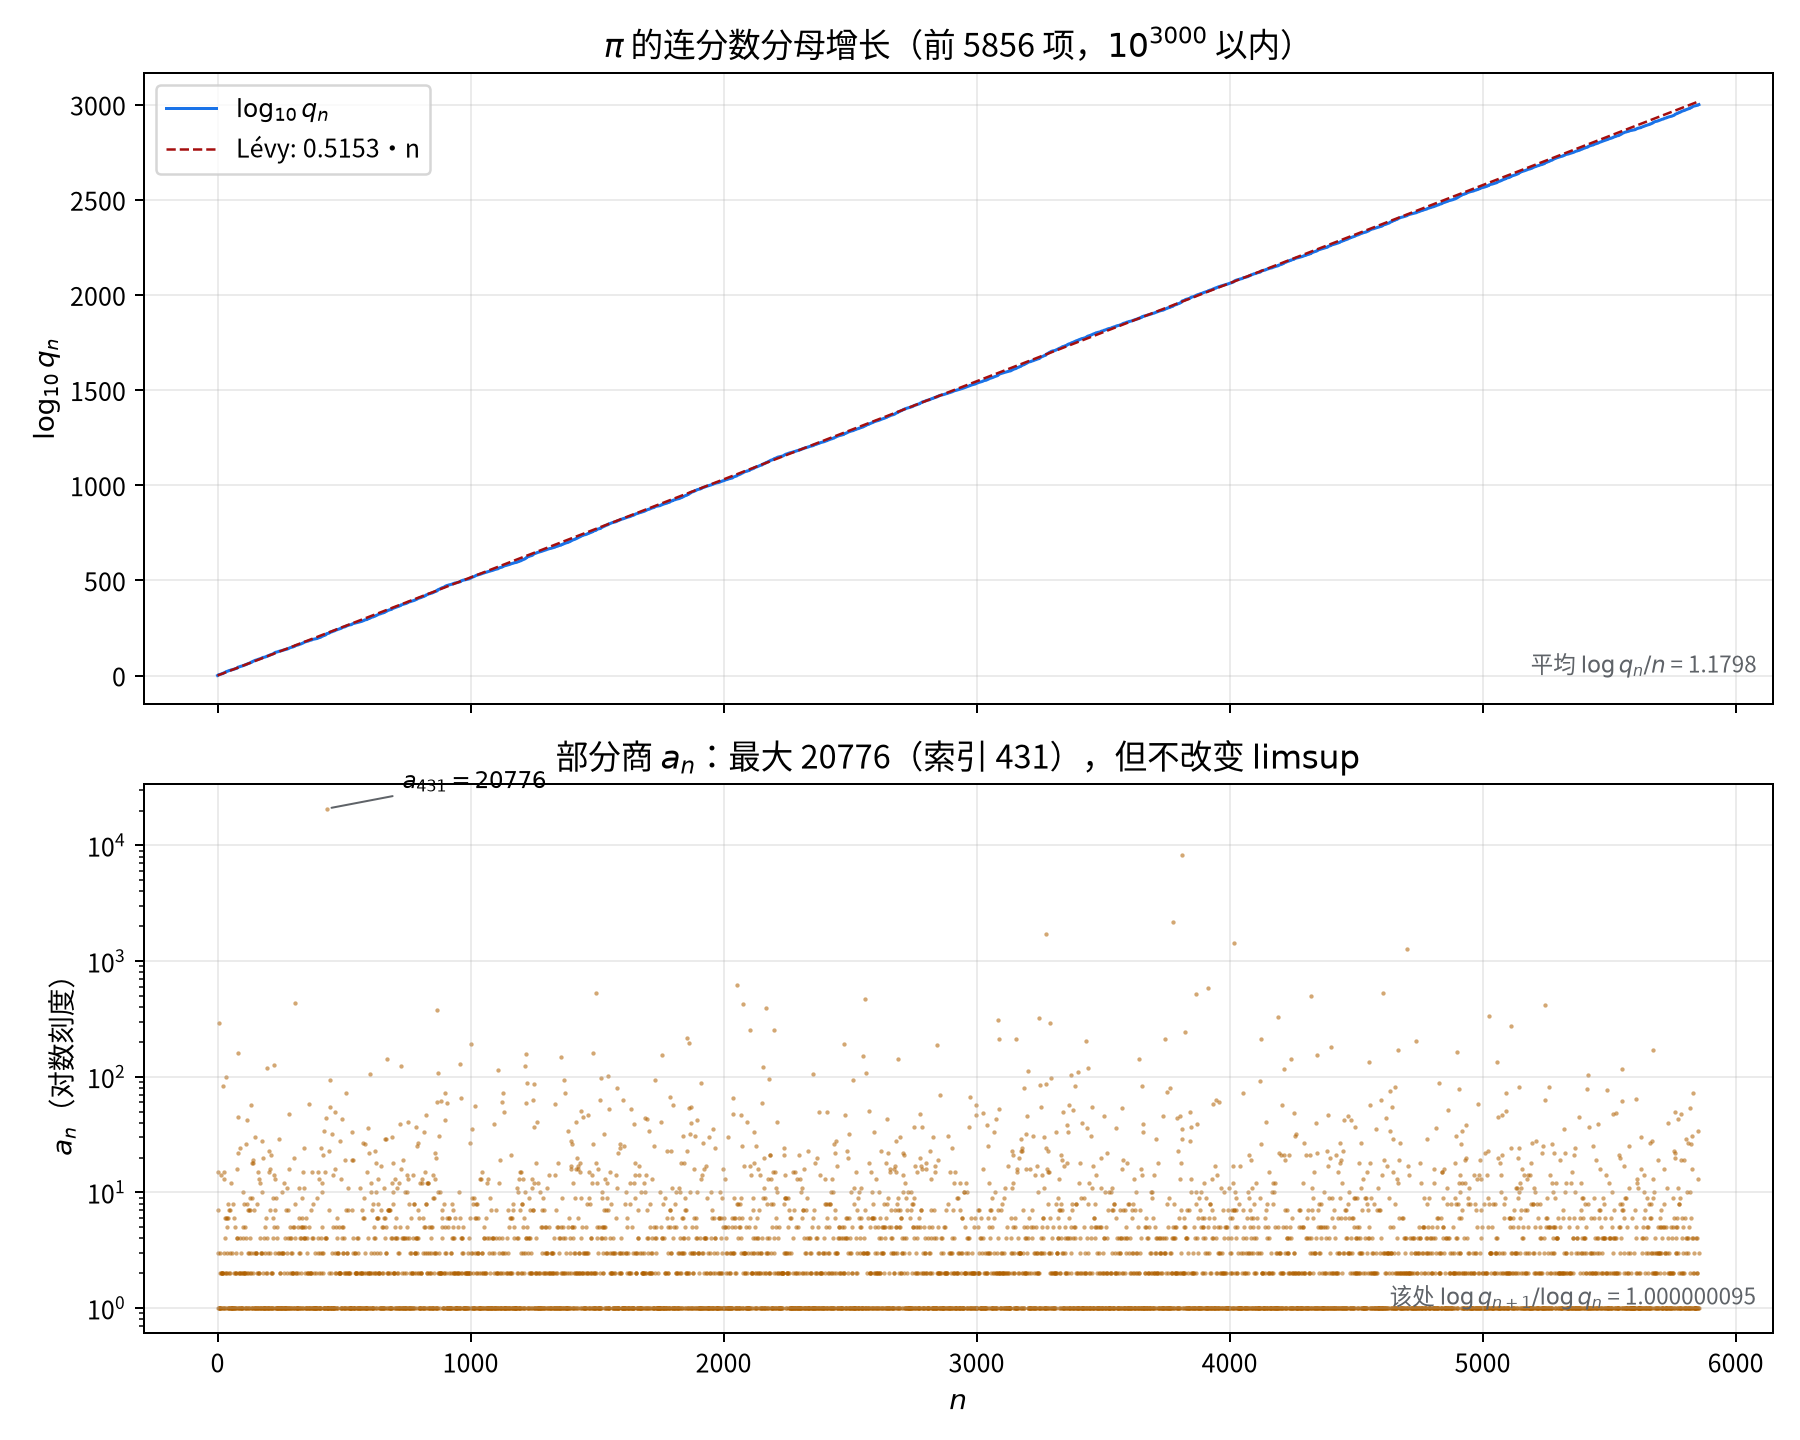 π 的连分数分母增长（前 5856 项，10³⁰⁰⁰ 以内）
log₁₀ qₙ
Lévy: 0.5153・n
3000
2500
2000
1500
1000
500
0
log₁₀ qₙ
平均 log qₙ/n = 1.1798
部分商 aₙ：最大 20776（索引 431），但不改变 limsup
a₄₃₁ = 20776
10⁴
10³
10²
10¹
10⁰
aₙ （对数刻度）
该处 log qₙ₊₁/log qₙ = 1.000000095
0 1000 2000 3000 4000 5000 6000
n